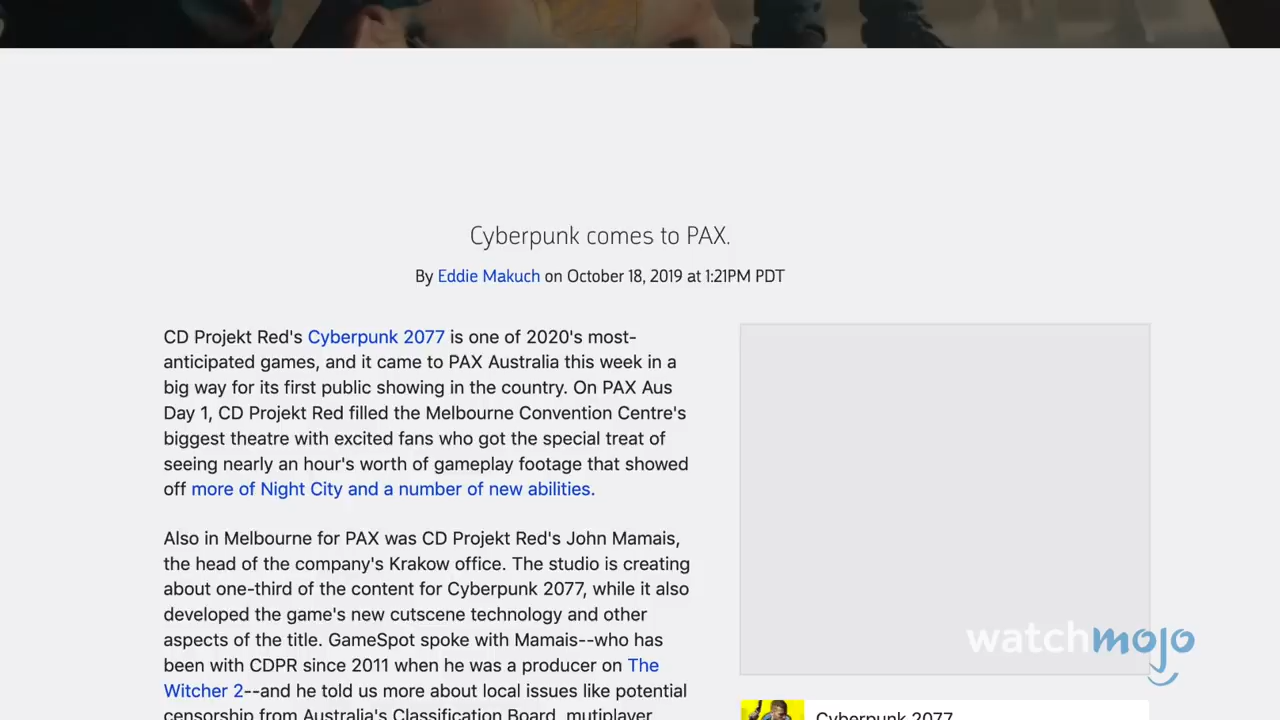 Cyberpunk comes to PAX.
By Eddie Makuch on October 18, 2019 at 1:21PM PDT
CD Projekt Red's Cyberpunk 2077 is one of 2020's most-
anticipated games, and it came to PAX Australia this week in a
big way for its first public showing in the country. On PAX Aus
Day 1, CD Projekt Red filled the Melbourne Convention Centre's
biggest theatre with excited fans who got the special treat of
seeing nearly an hour's worth of gameplay footage that showed
off more of Night City and a number of new abilities.
Also in Melbourne for PAX was CD Projekt Red's John Mamais,
the head of the company's Krakow office. The studio is creating
about one-third of the content for Cyberpunk 2077, while it also
developed the game's new cutscene technology and other
aspects of the title. GameSpot spoke with Mamais--who has
been with CDPR since 2011 when he was a producer on The
Witcher 2--and he told us more about local issues like potential
censorship from Australia's Classification Board, mutiplayer
watchmojo
Cyberpunk 2077